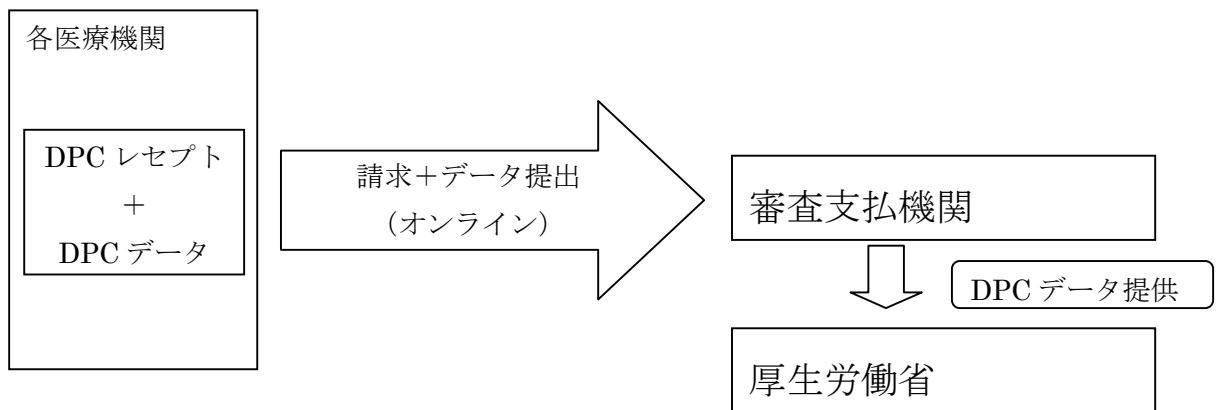 各医療機関
DPC レセプト
+
DPC データ
請求+データ提出
(オンライン)
審査支払機関
DPC データ提供
厚生労働省